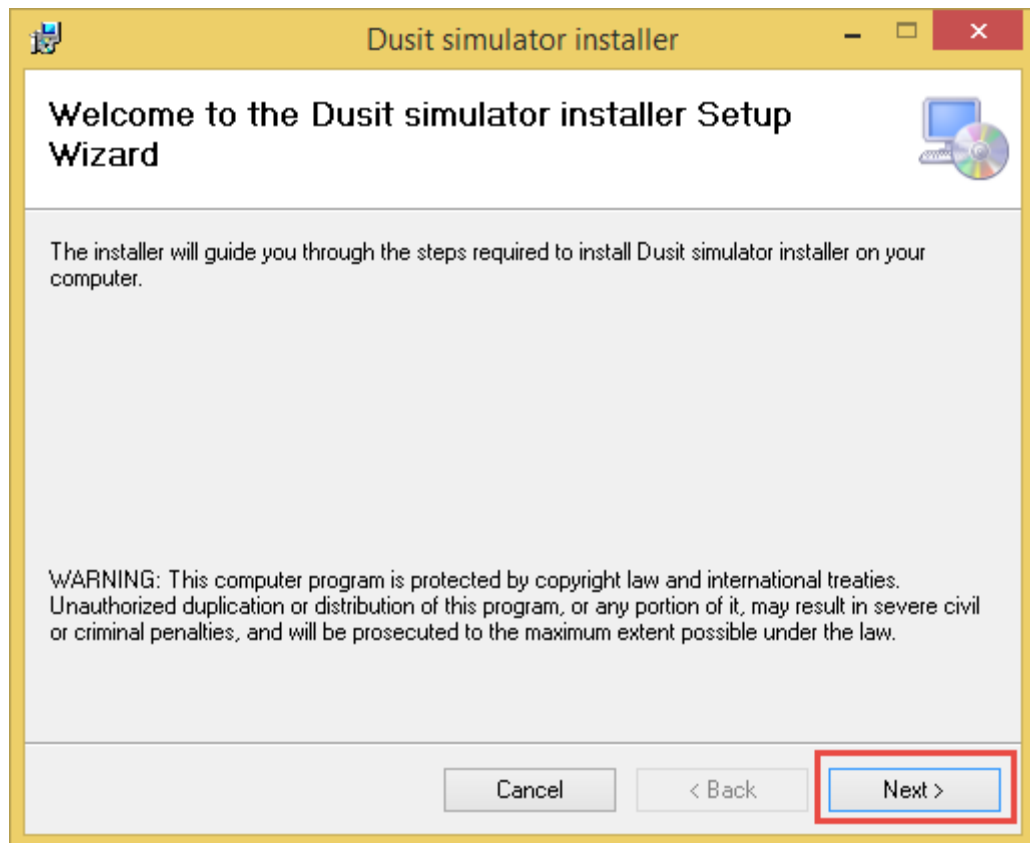 Dusit simulator installer
Welcome to the Dusit simulator installer Setup
Wizard
The installer will guide you through the steps required to install Dusit simulator installer on your
computer.
WARNING: This computer program is protected by copyright law and international treaties.
Unauthorized duplication or distribution of this program, or any portion of it, may result in severe civil
or criminal penalties, and will be prosecuted to the maximum extent possible under the law.
Cancel
< Back
Next >